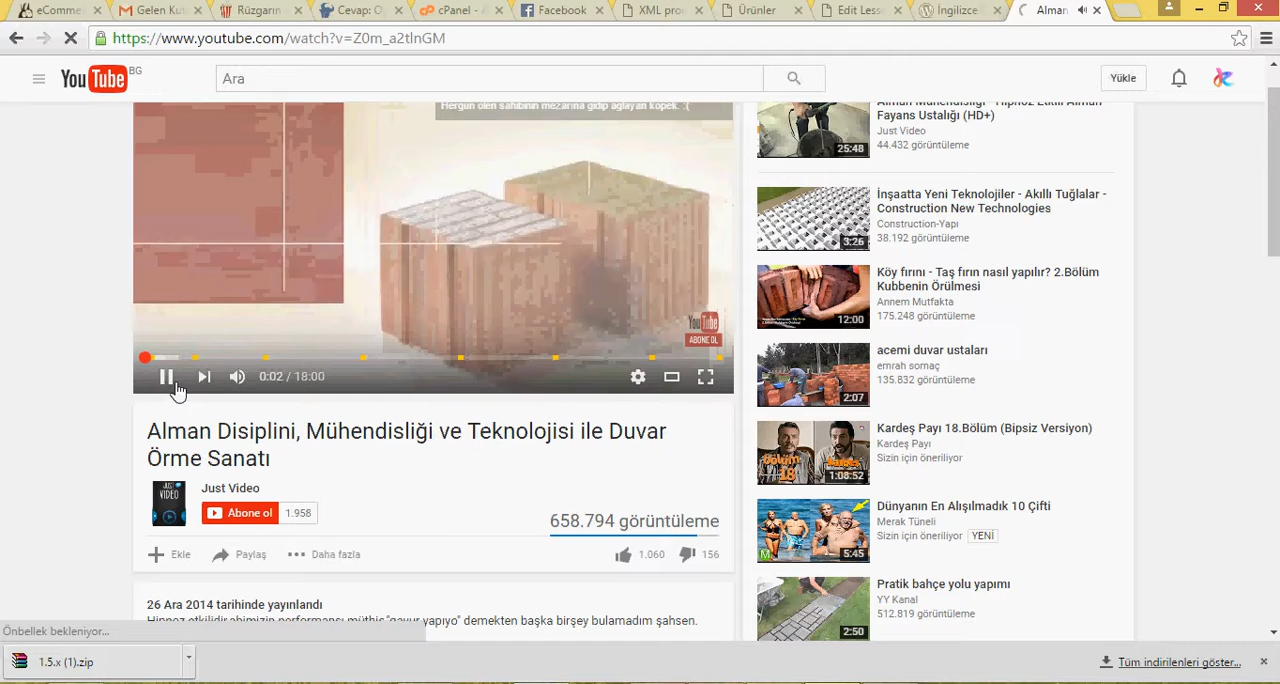 eComme
Gelen Kut
Rüzgarın
Cevap: O
cPanel - A
Facebook
XML pro
Ürünler
Edit Less
İngilizce
Alman
https://www.youtube.com/watch?v=Z0m_a2tlnGM
You Tube BG
Ara
Yükle
Hergün ölen sahibinin mezarına gidip ağlayan köpek. :(
You Tube
ABONE OL
0:02 / 18:00
Alman Disiplini, Mühendisliği ve Teknolojisi ile Duvar
Örme Sanatı
JUST
VIDEO
Just Video
Abone ol 1.958
658.794 görüntüleme
Ekle Paylaş Daha fazla 1.060 156
26 Ara 2014 tarihinde yayınlandı
Hipnoz etkilidir.abimizin performansı müthiş."gavur yapıyo" demekten başka birşey bulamadım şahsen.
Alman Mühendisliği - Hipnoz Etkili Alman
Fayans Ustalığı (HD+)
Just Video
44.432 görüntüleme
25:48
İnşaatta Yeni Teknolojiler - Akıllı Tuğlalar -
Construction New Technologies
Construction-Yapı
38.192 görüntüleme
3:26
Köy fırını - Taş fırın nasıl yapılır? 2.Bölüm
Kubbenin Örülmesi
Annem Mutfakta
175.248 görüntüleme
12:00
acemi duvar ustaları
emrah somaç
135.832 görüntüleme
2:07
Kardeş Payı 18.Bölüm (Bipsiz Versiyon)
Kardeş Payı
Sizin için öneriliyor
bölüm
18
1:08:52
Dünyanın En Alışılmadık 10 Çifti
Merak Tüneli
Sizin için öneriliyor YENİ
5:45
Pratik bahçe yolu yapımı
YY Kanal
512.819 görüntüleme
2:50
Önbellek bekleniyor...
1.5.x (1).zip
Tüm indirilenleri göster...